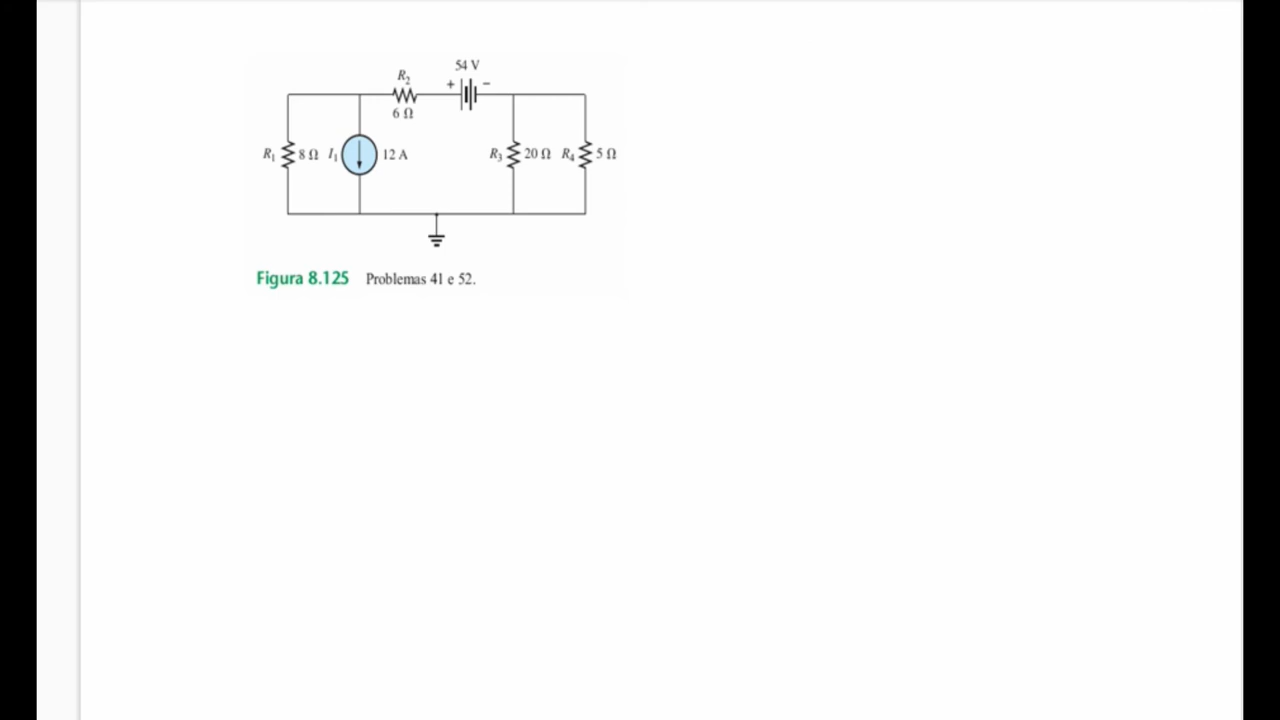 54 V
R2
+ −
6 Ω
R1 8 Ω I1 12 A R3 20 Ω R4 5 Ω
Figura 8.125 Problemas 41 e 52.